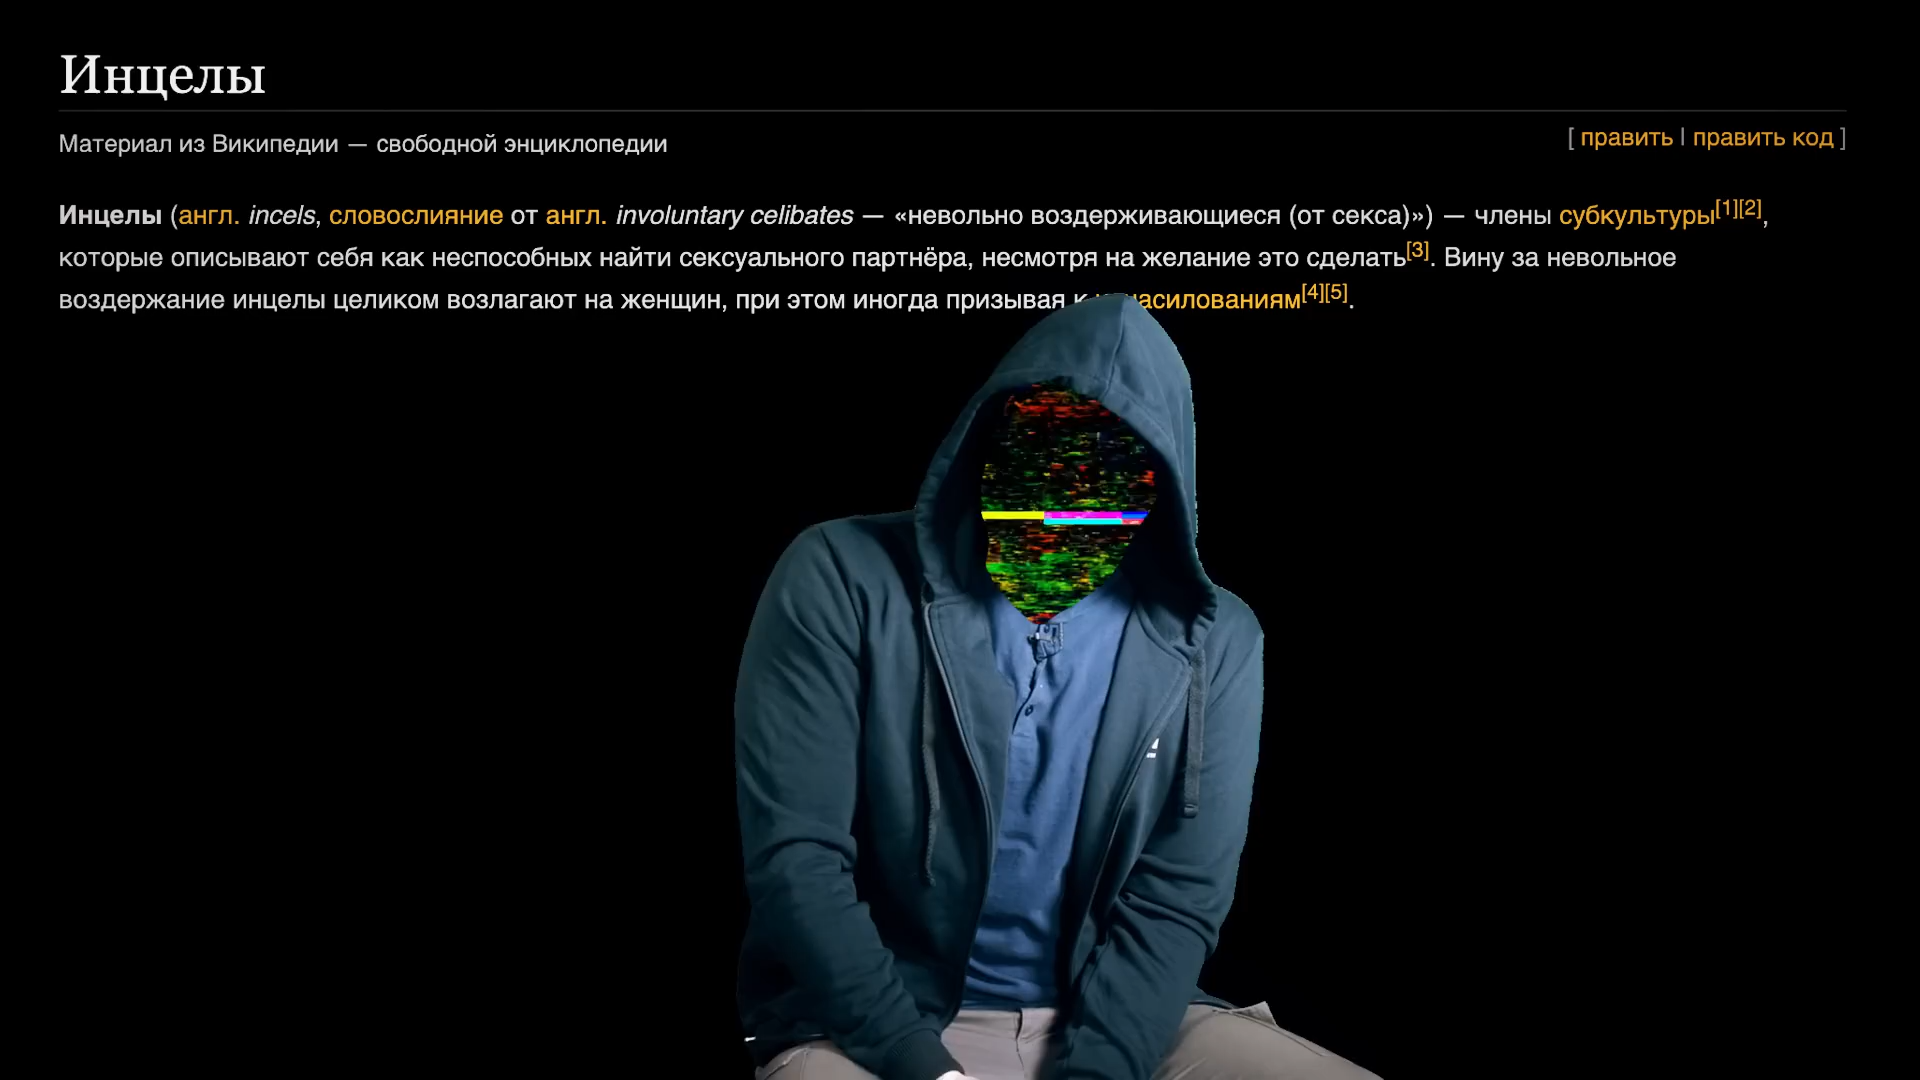 Инцелы
Материал из Википедии — свободной энциклопедии
[ править | править код ]
Инцелы (англ. incels, словослияние от англ. involuntary celibates — «невольно воздерживающиеся (от секса)») — члены субкультуры[1][2],
которые описывают себя как неспособных найти сексуального партнёра, несмотря на желание это сделать[3]. Вину за невольное
воздержание инцелы целиком возлагают на женщин, при этом иногда призывая к изнасилованиям[4][5].